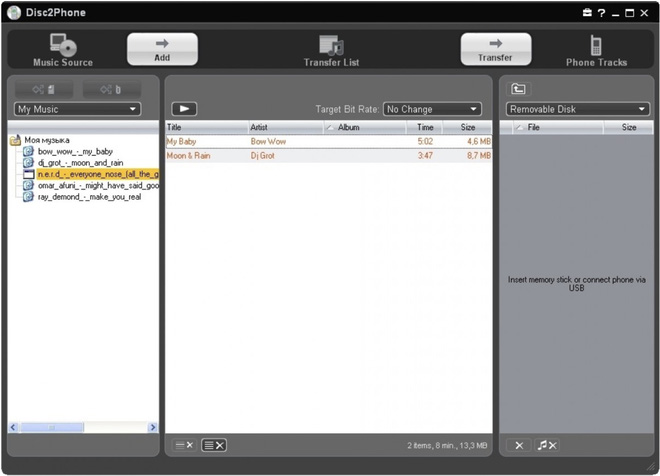 Disc2Phone
Music Source
Add
Transfer List
Transfer
Phone Tracks
My Music
Target Bit Rate: No Change
Removable Disk
Title Artist Album Time Size
File Size
Моя музыка
bow_wow_-_my_baby
dj_grot_-_moon_and_rain
n.e.r.d_-_everyone_nose_(all_the_g
omar_afuni_-_might_have_said_goo
ray_demond_-_make_you_real
My Baby Bow Wow 5:02 4,6 MB
Moon & Rain Dj Grot 3:47 8,7 MB
Insert memory stick or connect phone via
USB
2 items, 8 min., 13,3 MB